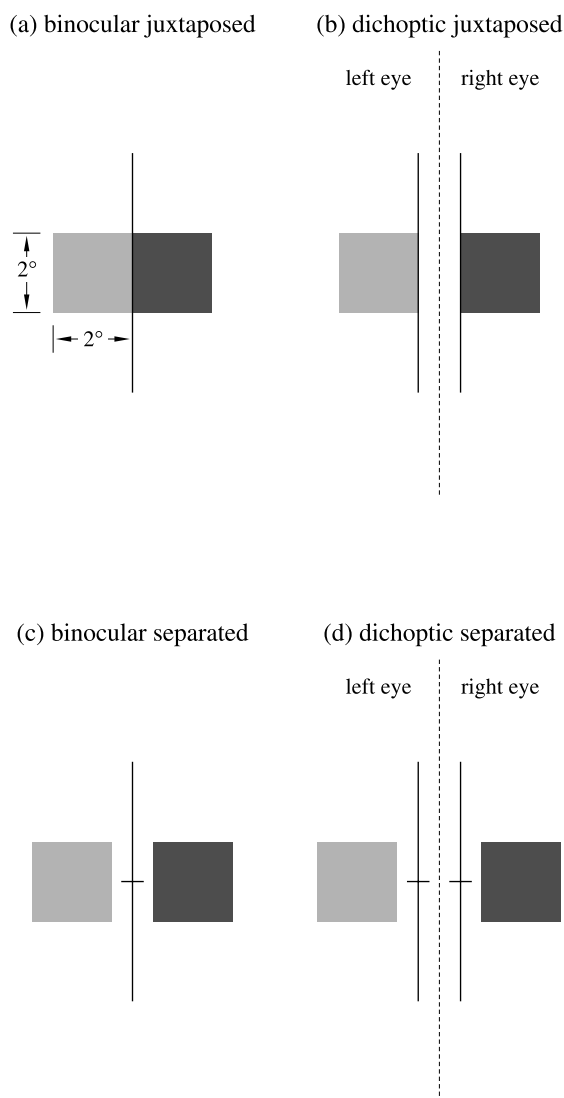 (a) binocular juxtaposed
(b) dichoptic juxtaposed
left eye
right eye
2°
2°
(c) binocular separated
(d) dichoptic separated
left eye
right eye